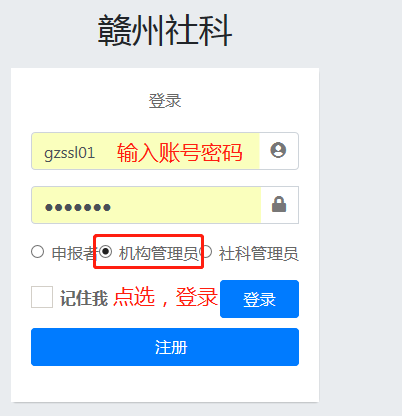 赣州社科
登录
gzssl01 输入账号密码
●●●●●●●
申报者 机构管理员 社科管理员
记住我 点选，登录 登录
注册